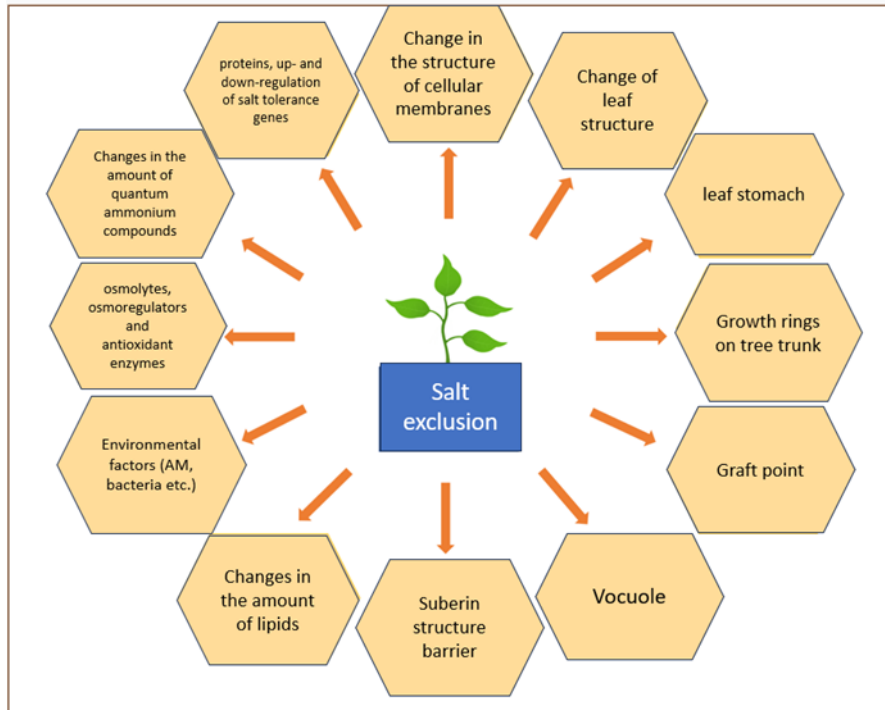 Change in
the structure
of cellular
membranes
Change of
leaf
structure
leaf stomach
Growth rings
on tree trunk
Graft point
Vocuole
Suberin
structure
barrier
Changes in
the amount
of lipids
Environmental
factors (AM,
bacteria etc.)
osmolytes,
osmoregulators
and
antioxidant
enzymes
Changes in the
amount of
quantum
ammonium
compounds
proteins, up- and
down-regulation
of salt tolerance
genes
Salt
exclusion